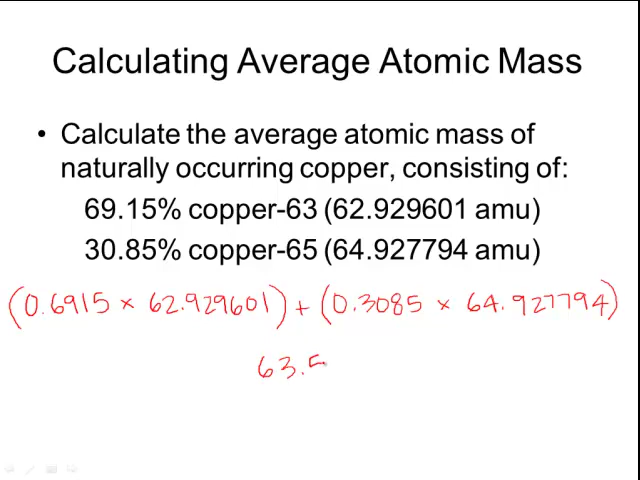 Calculating Average Atomic Mass
• Calculate the average atomic mass of
naturally occurring copper, consisting of:
69.15% copper-63 (62.929601 amu)
30.85% copper-65 (64.927794 amu)
(0.6915 × 62.929601) + (0.3085 × 64.927794)
63.5